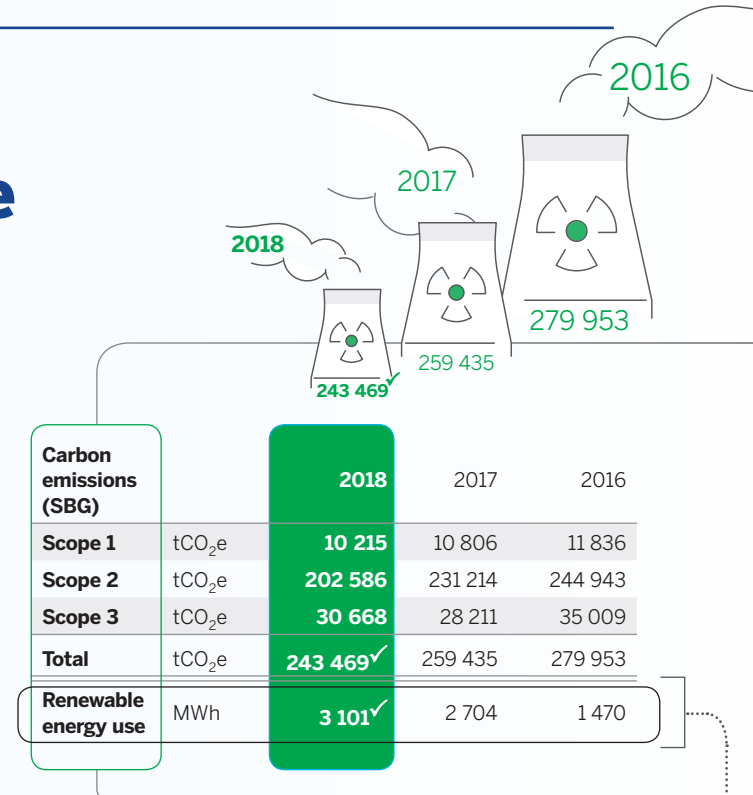 2016
2017
2018
e
279 953
259 435
243 469✓
Carbon
emissions
(SBG)
2018 2017 2016
Scope 1 tCO₂e 10 215 10 806 11 836
Scope 2 tCO₂e 202 586 231 214 244 943
Scope 3 tCO₂e 30 668 28 211 35 009
Total tCO₂e 243 469✓ 259 435 279 953
Renewable
energy use MWh 3 101✓ 2 704 1 470